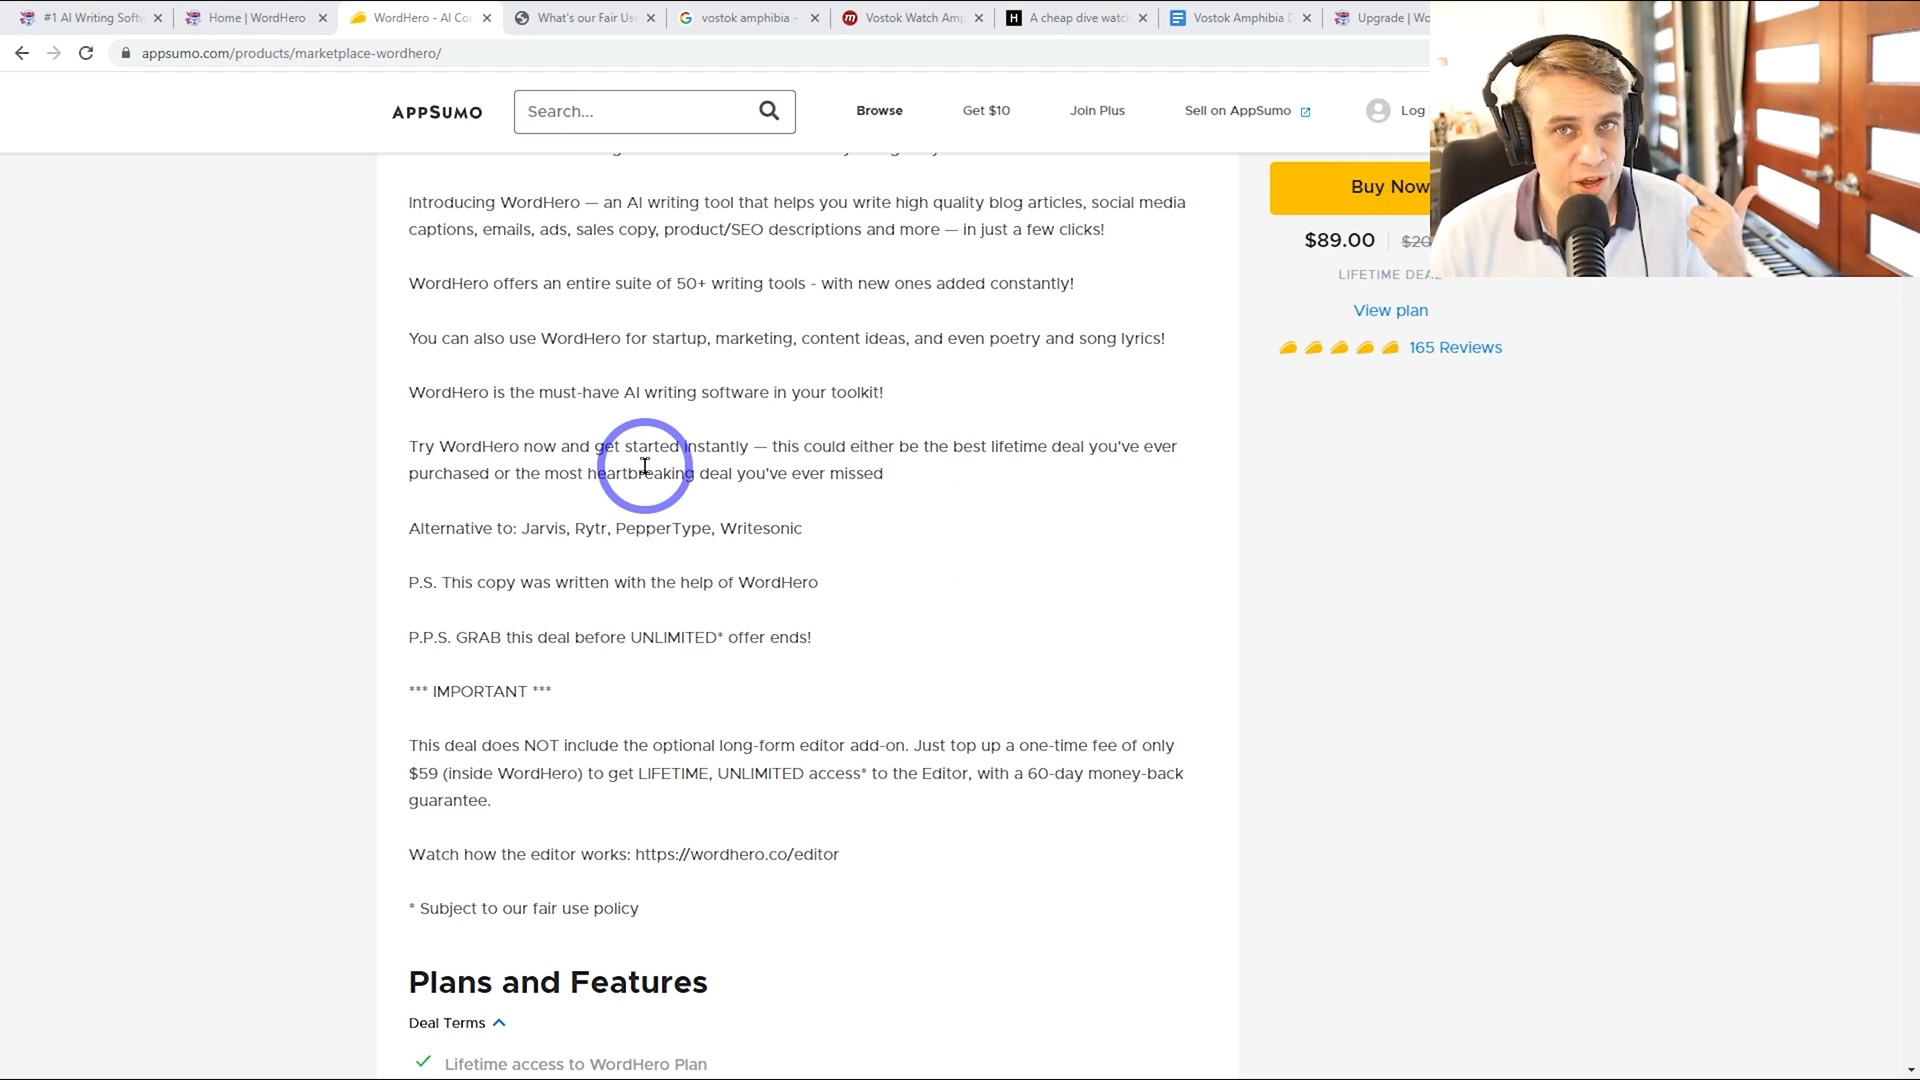 #1 AI Writing Softw
Home | WordHero
WordHero - AI Cor
What's our Fair Use
vostok amphibia -
Vostok Watch Amp
A cheap dive watch
Vostok Amphibia D
Upgrade | Wo
appsumo.com/products/marketplace-wordhero/
APPSUMO
Search...
Browse
Get $10
Join Plus
Sell on AppSumo
Log
Introducing WordHero — an AI writing tool that helps you write high quality blog articles, social media
captions, emails, ads, sales copy, product/SEO descriptions and more — in just a few clicks!
WordHero offers an entire suite of 50+ writing tools - with new ones added constantly!
You can also use WordHero for startup, marketing, content ideas, and even poetry and song lyrics!
WordHero is the must-have AI writing software in your toolkit!
Try WordHero now and get started instantly — this could either be the best lifetime deal you've ever
purchased or the most heartbreaking deal you've ever missed
Alternative to: Jarvis, Rytr, PepperType, Writesonic
P.S. This copy was written with the help of WordHero
P.P.S. GRAB this deal before UNLIMITED* offer ends!
*** IMPORTANT ***
This deal does NOT include the optional long-form editor add-on. Just top up a one-time fee of only
$59 (inside WordHero) to get LIFETIME, UNLIMITED access* to the Editor, with a 60-day money-back
guarantee.
Watch how the editor works: https://wordhero.co/editor
* Subject to our fair use policy
Plans and Features
Deal Terms
Lifetime access to WordHero Plan
Buy Now
$89.00
$20
LIFETIME DEAL
View plan
165 Reviews